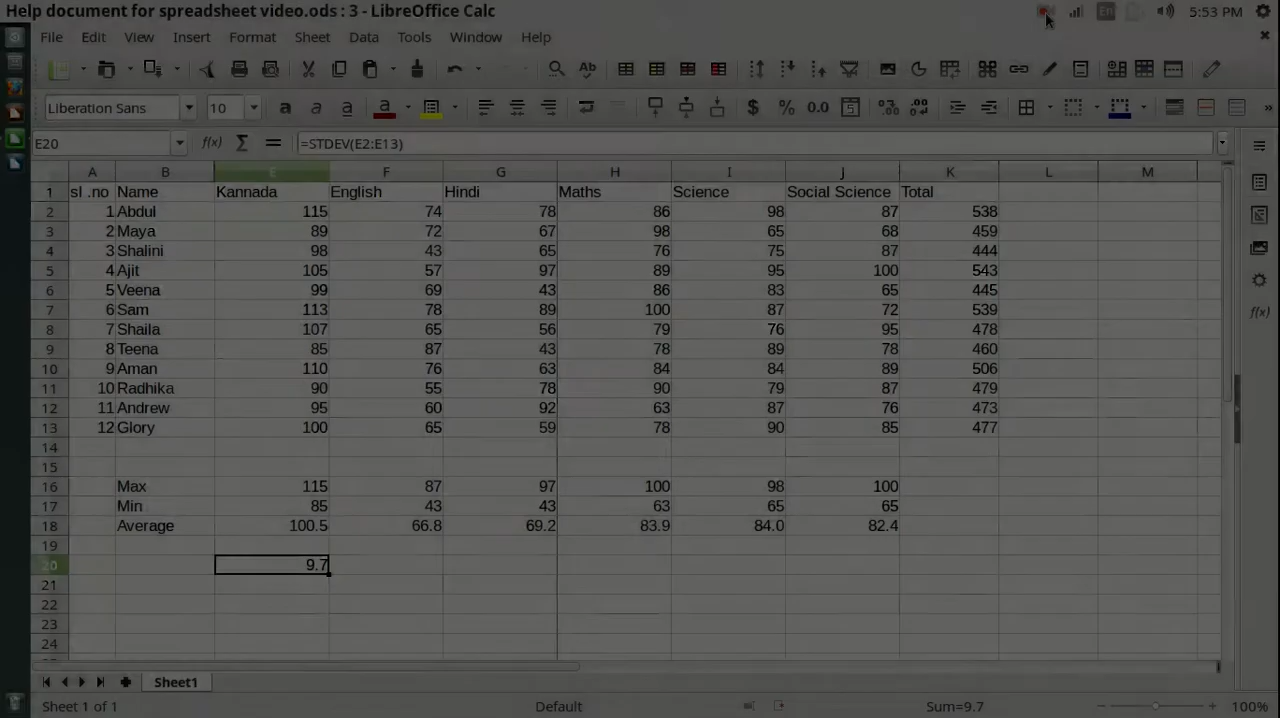 Help document for spreadsheet video.ods : 3 - LibreOffice Calc En 5:53 PM
File Edit View Insert Format Sheet Data Tools Window Help
Liberation Sans 10 a a a a $ % 0.0
E20 f(x) Σ = =STDEV(E2:E13)
A B E F G H I J K L M
1 sl .no Name Kannada English Hindi Maths Science Social Science Total
2 1 Abdul 115 74 78 86 98 87 538
3 2 Maya 89 72 67 98 65 68 459
4 3 Shalini 98 43 65 76 75 87 444
5 4 Ajit 105 57 97 89 95 100 543
6 5 Veena 99 69 43 86 83 65 445
7 6 Sam 113 78 89 100 87 72 539
8 7 Shaila 107 65 56 79 76 95 478
9 8 Teena 85 87 43 78 89 78 460
10 9 Aman 110 76 63 84 84 89 506
11 10 Radhika 90 55 78 90 79 87 479
12 11 Andrew 95 60 92 63 87 76 473
13 12 Glory 100 65 59 78 90 85 477
14
15
16 Max 115 87 97 100 98 100
17 Min 85 43 43 63 65 65
18 Average 100.5 66.8 69.2 83.9 84.0 82.4
19
20 9.7
21
22
23
24
Sheet1
Sheet 1 of 1 Default Sum=9.7 100%